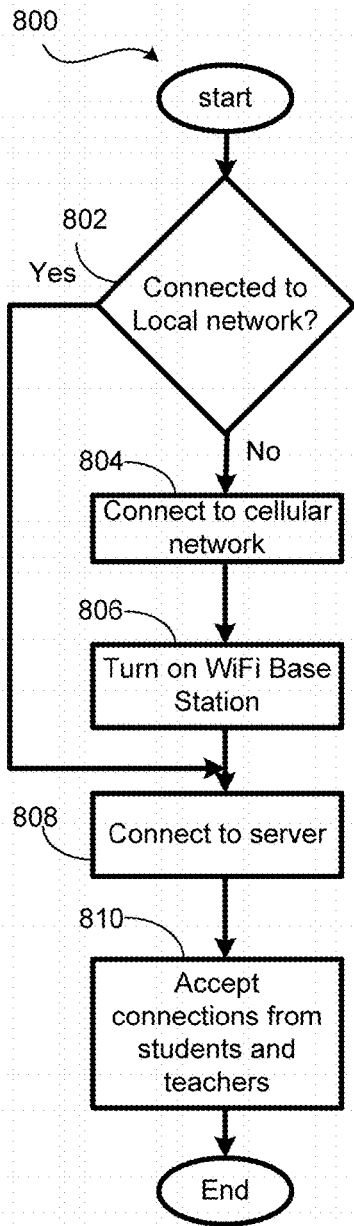 800
start
802
Yes
Connected to
Local network?
No
804
Connect to cellular
network
806
Turn on WiFi Base
Station
808
Connect to server
810
Accept
connections from
students and
teachers
End